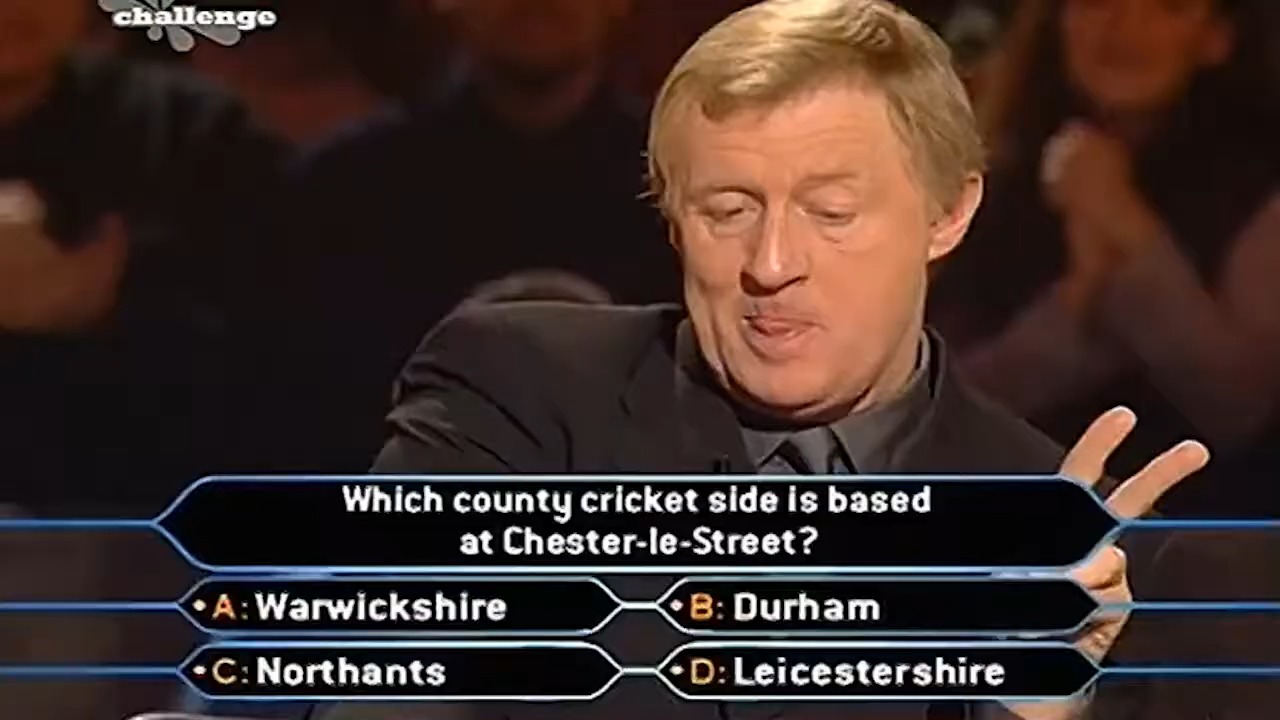 challenge
Which county cricket side is based
at Chester-le-Street?
A: Warwickshire
B: Durham
C: Northants
D: Leicestershire